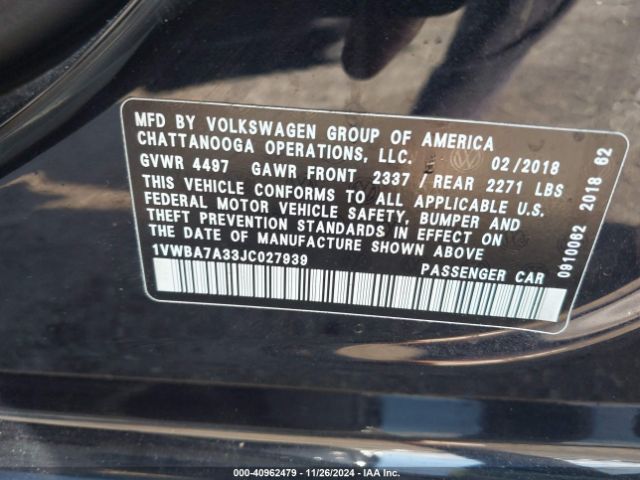 MFD BY VOLKSWAGEN GROUP OF AMERICA
CHATTANOOGA OPERATIONS, LLC. 02/2018
GVWR 4497 GAWR FRONT 2337 / REAR 2271 LBS
THIS VEHICLE CONFORMS TO ALL APPLICABLE U.S.
FEDERAL MOTOR VEHICLE SAFETY, BUMPER AND
THEFT PREVENTION STANDARDS IN EFFECT ON
THE DATE OF MANUFACTURE SHOWN ABOVE
1VWBA7A33JC027939 PASSENGER CAR
0910062 2018 62
000-40962479 - 11/26/2024 - IAA Inc.